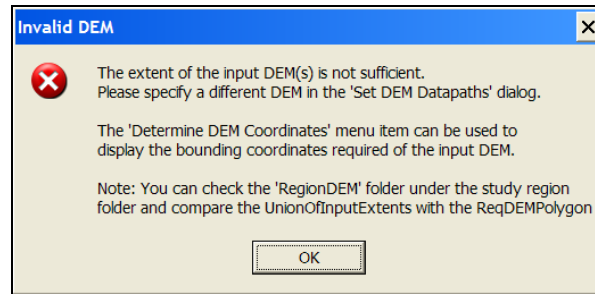 Invalid DEM
The extent of the input DEM(s) is not sufficient.
Please specify a different DEM in the 'Set DEM Datapaths' dialog.
The 'Determine DEM Coordinates' menu item can be used to
display the bounding coordinates required of the input DEM.
Note: You can check the 'RegionDEM' folder under the study region
folder and compare the UnionOfInputExtents with the ReqDEMPolygon
OK